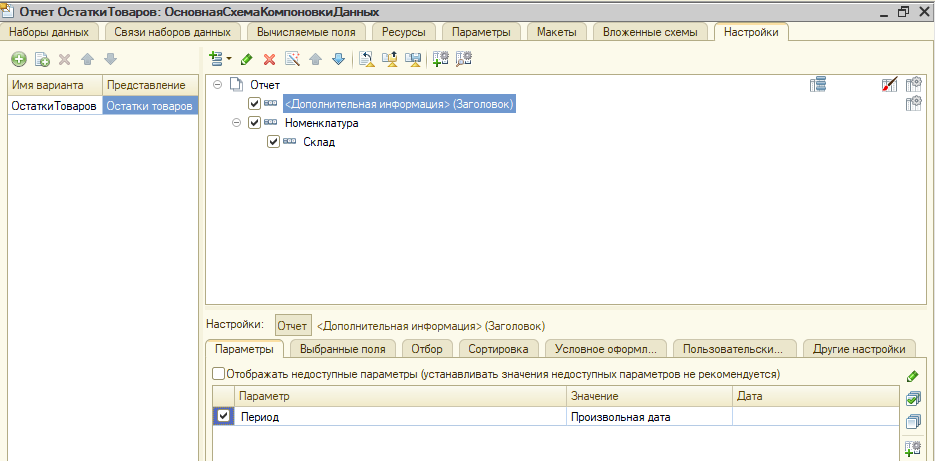 Отчет ОстаткиТоваров: ОсновнаяСхемаКомпоновкиДанных
Наборы данных Связи наборов данных Вычисляемые поля Ресурсы Параметры Макеты Вложенные схемы Настройки
Имя варианта Представление
ОстаткиТоваров Остатки товаров
Отчет
<Дополнительная информация> (Заголовок)
Номенклатура
Склад
Настройки: Отчет <Дополнительная информация> (Заголовок)
Параметры Выбранные поля Отбор Сортировка Условное оформл... Пользовательски... Другие настройки
Отображать недоступные параметры (устанавливать значения недоступных параметров не рекомендуется)
Параметр Значение Дата
Период Произвольная дата